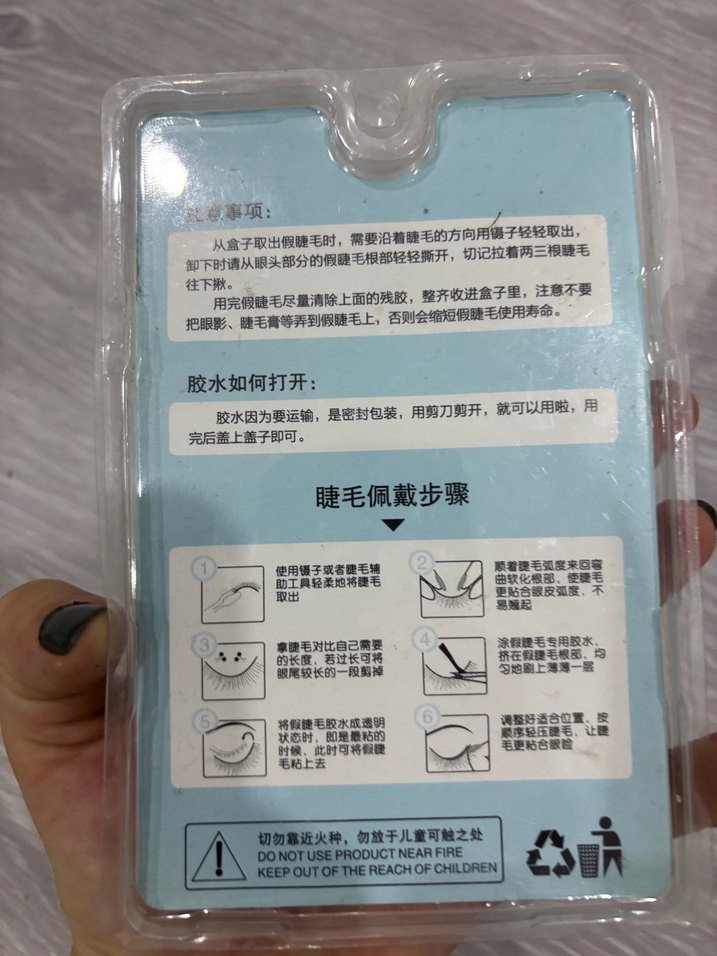 注意事项：
从盒子取出假睫毛时，需要沿着睫毛的方向用镊子轻轻取出，
卸下时请从眼头部分的假睫毛根部轻轻撕开，切记拉着两三根睫毛
往下揪。
用完假睫毛尽量清除上面的残胶，整齐收进盒子里，注意不要
把眼影、睫毛膏等弄到假睫毛上，否则会缩短假睫毛使用寿命。
胶水如何打开：
胶水因为要运输，是密封包装，用剪刀剪开，就可以用啦，用
完后盖上盖子即可。
睫毛佩戴步骤
1
使用镊子或者睫毛辅
助工具轻柔地将睫毛
取出
2
顺着睫毛弧度来回弯
曲软化根部，使睫毛
更贴合眼皮弧度，不
易翘起
3
拿睫毛对比自己需要
的长度，若过长可将
眼尾较长的一段剪掉
4
涂假睫毛专用胶水，
挤在假睫毛根部，均
匀地刷上薄薄一层
5
将假睫毛胶水成透明
状态时，即是最粘的
时候，此时可将假睫
毛粘上去
6
调整好适合位置，按
顺序轻压睫毛，让睫
毛更粘合眼睑
切勿靠近火种，勿放于儿童可触之处
DO NOT USE PRODUCT NEAR FIRE
KEEP OUT OF THE REACH OF CHILDREN